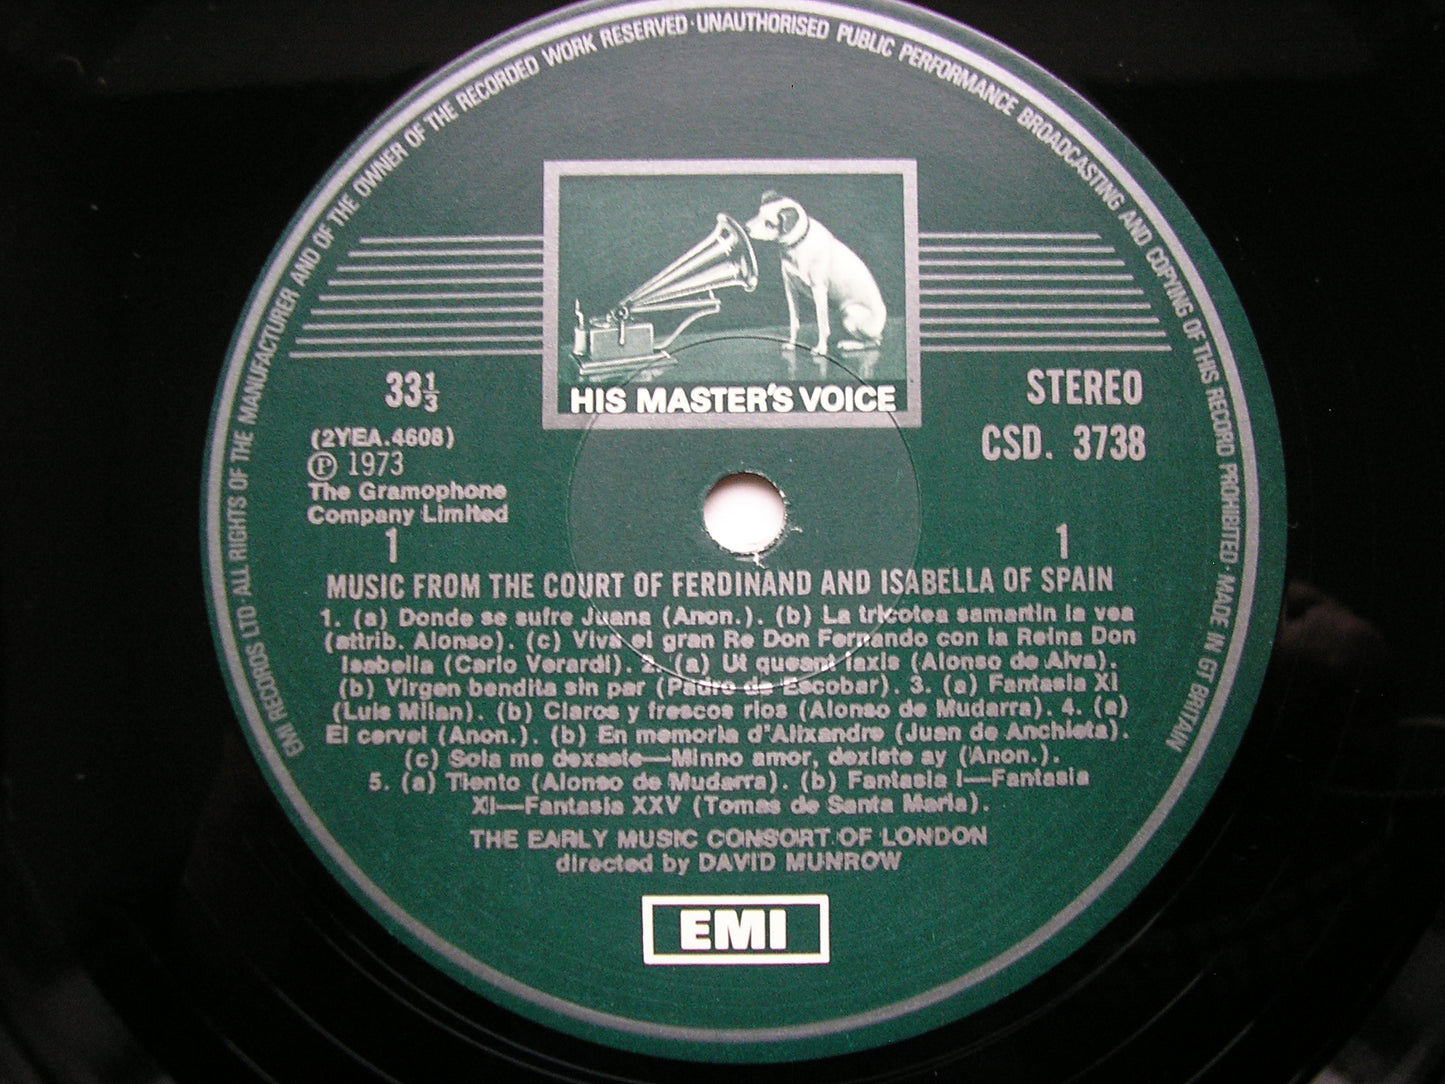 EMI RECORDS LTD · ALL RIGHTS OF THE MANUFACTURER AND OF THE OWNER OF THE RECORDED WORK RESERVED · UNAUTHORISED PUBLIC PERFORMANCE BROADCASTING AND COPYING OF THIS RECORD PROHIBITED · MADE IN GT BRITAIN
HIS MASTER'S VOICE
33⅓
STEREO
(2YEA.4608)
CSD. 3738
Ⓟ 1973
The Gramophone
Company Limited
1
1
MUSIC FROM THE COURT OF FERDINAND AND ISABELLA OF SPAIN
1. (a) Donde se sufre Juana (Anon.). (b) La tricotea samartin la vea
(attrib. Alonso). (c) Viva el gran Re Don Fernando con la Reina Don
Isabella (Carlo Verardi). 2. (a) Ut queant laxis (Alonso de Alva).
(b) Virgen bendita sin par (Pedro de Escobar). 3. (a) Fantasia XI
(Luis Milan). (b) Claros y frescos rios (Alonso de Mudarra). 4. (a)
El cervel (Anon.). (b) En memoria d'Alixandre (Juan de Anchieta).
(c) Sola me dexaste—Minno amor, dexiste ay (Anon.).
5. (a) Tiento (Alonso de Mudarra). (b) Fantasia I—Fantasia
XII—Fantasia XXV (Tomas de Santa Maria).
THE EARLY MUSIC CONSORT OF LONDON
directed by DAVID MUNROW
EMI